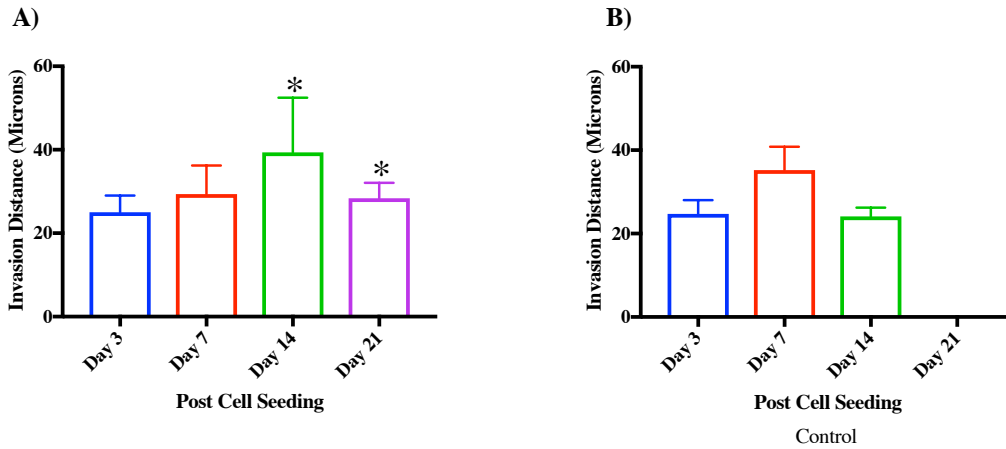 A)
Invasion Distance (Microns)
60
40
20
0
*
*
Day 3
Day 7
Day 14
Day 21
Post Cell Seeding
B)
Invasion Distance (Microns)
60
40
20
0
Day 3
Day 7
Day 14
Day 21
Post Cell Seeding
Control